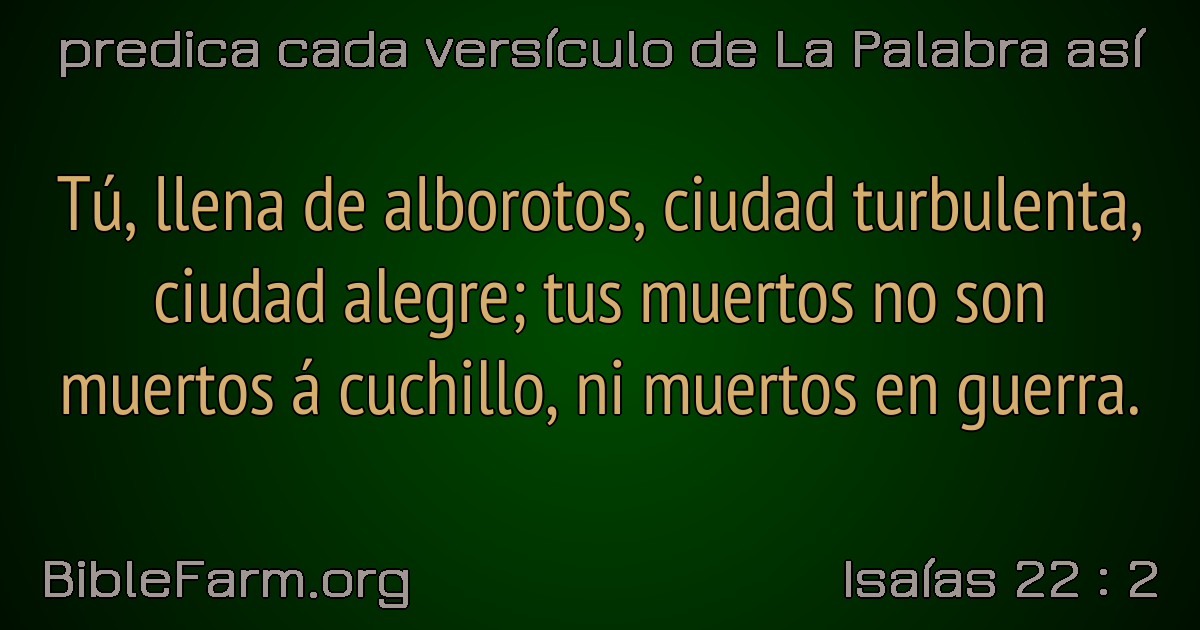 predica cada versículo de La Palabra así
Tú, llena de alborotos, ciudad turbulenta,
ciudad alegre; tus muertos no son
muertos á cuchillo, ni muertos en guerra.
BibleFarm.org
Isaías 22 : 2